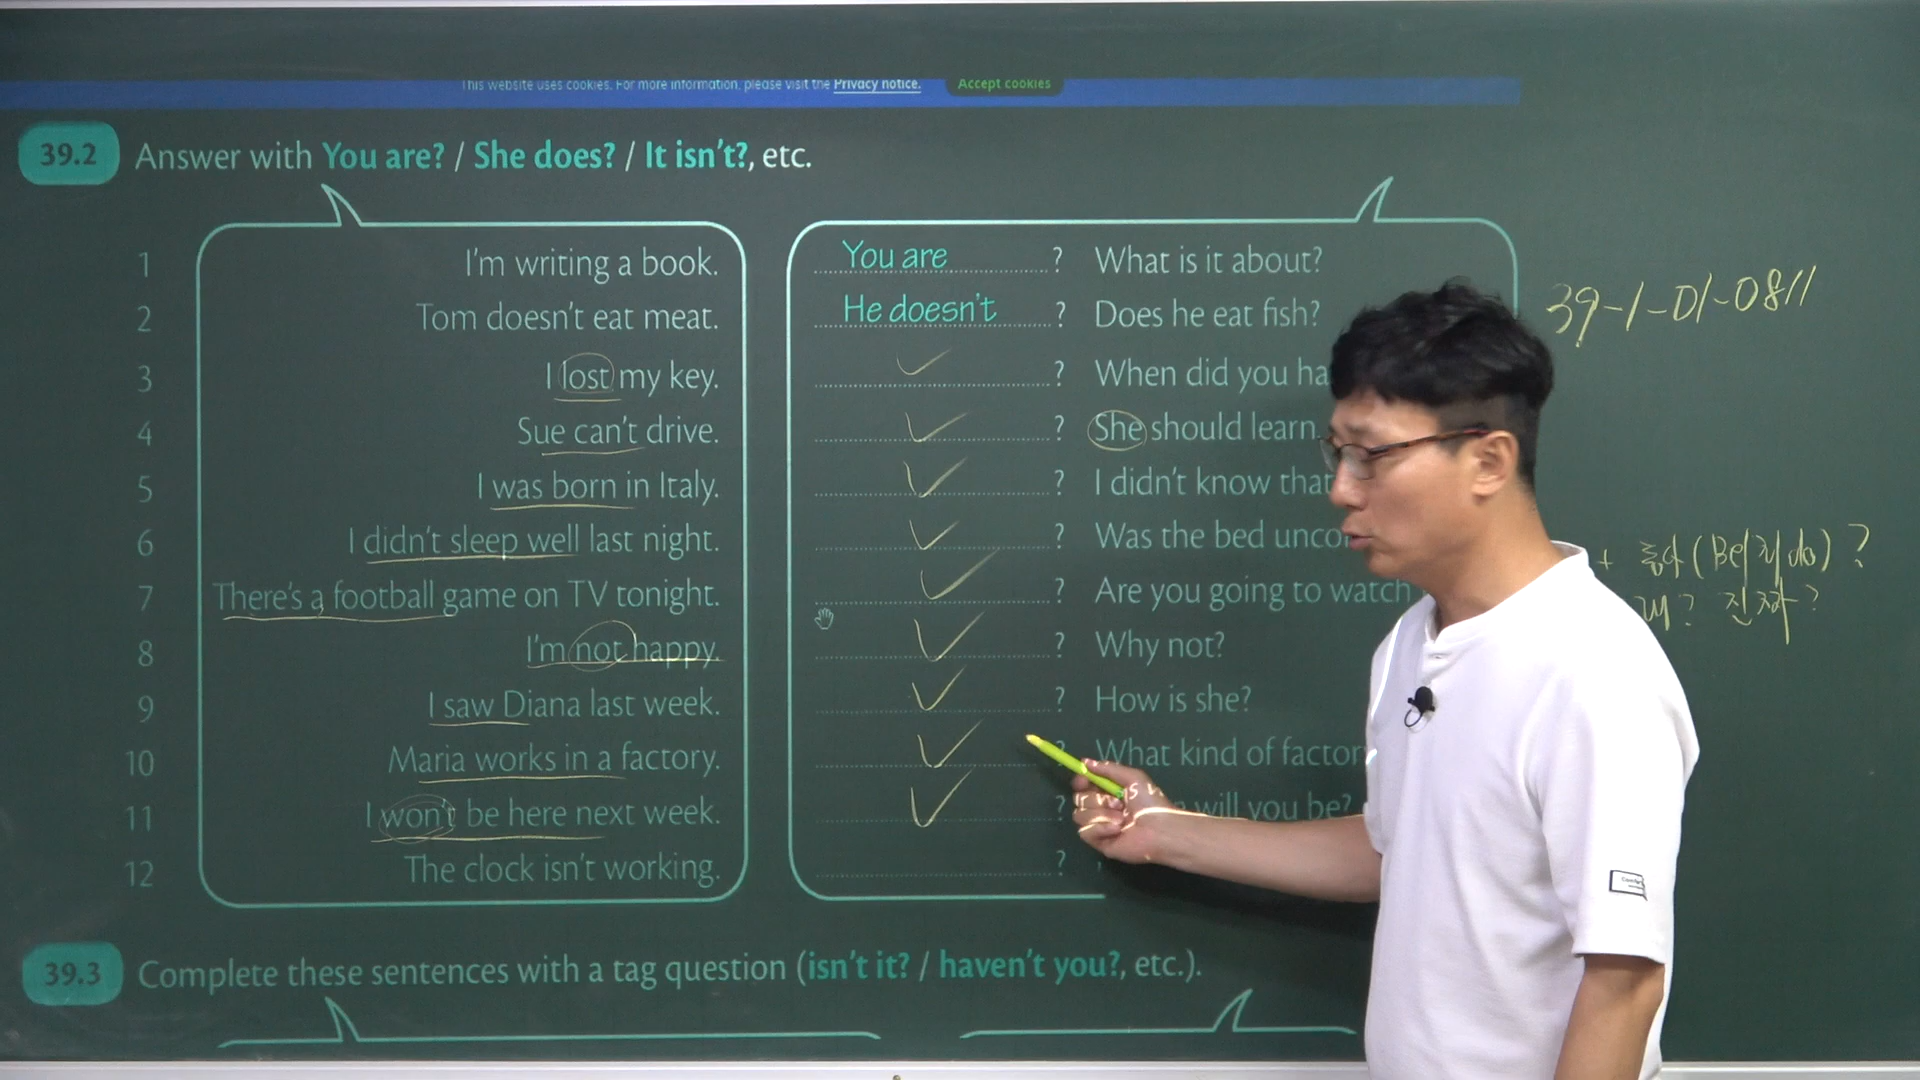 This website uses cookies. For more information, please visit the Privacy notice. Accept cookies
39.2 Answer with You are? / She does? / It isn't?, etc.
1 I'm writing a book. You are ? What is it about?
2 Tom doesn't eat meat. He doesn't ? Does he eat fish?
3 I lost my key. ? When did you ha
4 Sue can't drive. ? She should learn.
5 I was born in Italy. ? I didn't know that
6 I didn't sleep well last night. ? Was the bed unco
7 There's a football game on TV tonight. ? Are you going to watch
8 I'm not happy. ? Why not?
9 I saw Diana last week. ? How is she?
10 Maria works in a factory. ? What kind of factor
11 I won't be here next week. ? will you be?
12 The clock isn't working. ?
39.3 Complete these sentences with a tag question (isn't it? / haven't you?, etc.).
39-1-01-0811
+ 동사 (Be/조/do) ?
진짜?